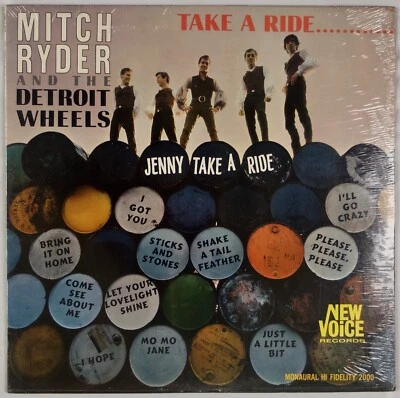 MITCH
RYDER
AND THE
DETROIT
WHEELS
TAKE A RIDE............
JENNY TAKE A RIDE
I
GOT
YOU
I'LL
GO
CRAZY
BRING
IT ON
HOME
STICKS
AND
STONES
SHAKE
A TAIL
FEATHER
PLEASE,
PLEASE,
PLEASE
COME
SEE
ABOUT
ME
LET YOUR
LOVELIGHT
SHINE
I HOPE
MO MO
JANE
JUST
A LITTLE
BIT
NEW
VOICE
RECORDS
MONAURAL HI FIDELITY 2000